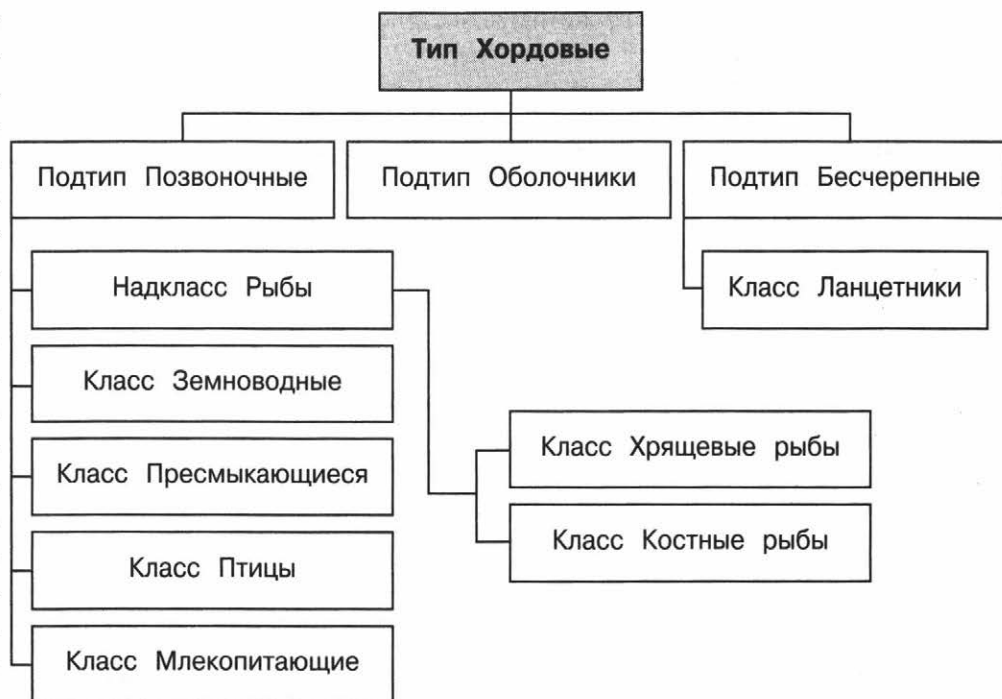 Тип Хордовые
Подтип Позвоночные
Подтип Оболочники
Подтип Бесчерепные
Надкласс Рыбы
Класс Ланцетники
Класс Земноводные
Класс Хрящевые рыбы
Класс Пресмыкающиеся
Класс Костные рыбы
Класс Птицы
Класс Млекопитающие